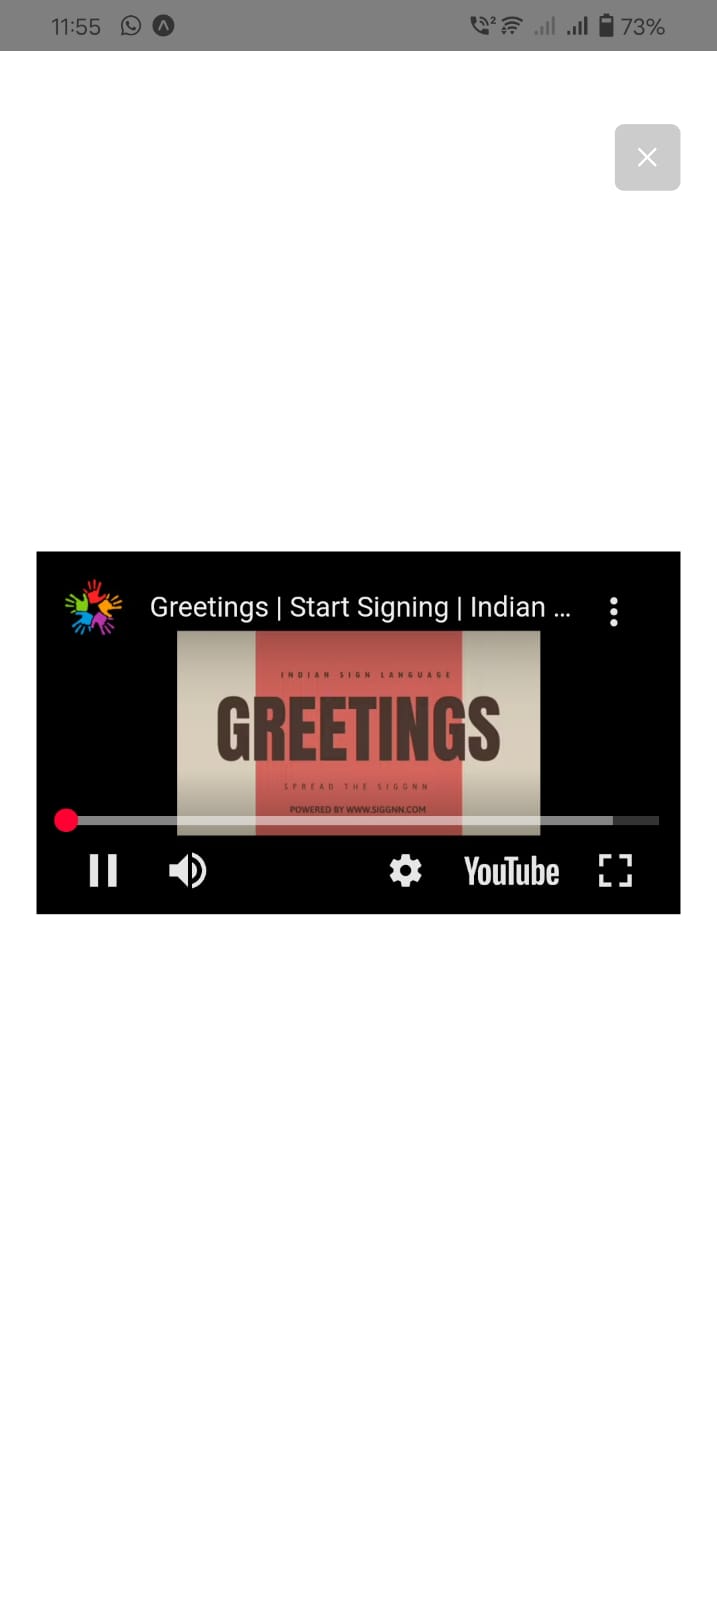 11:55
73%
Greetings | Start Signing | Indian ...
INDIAN SIGN LANGUAGE
GREETINGS
SPREAD THE SIGGNN
POWERED BY WWW.SIGGNN.COM
YouTube